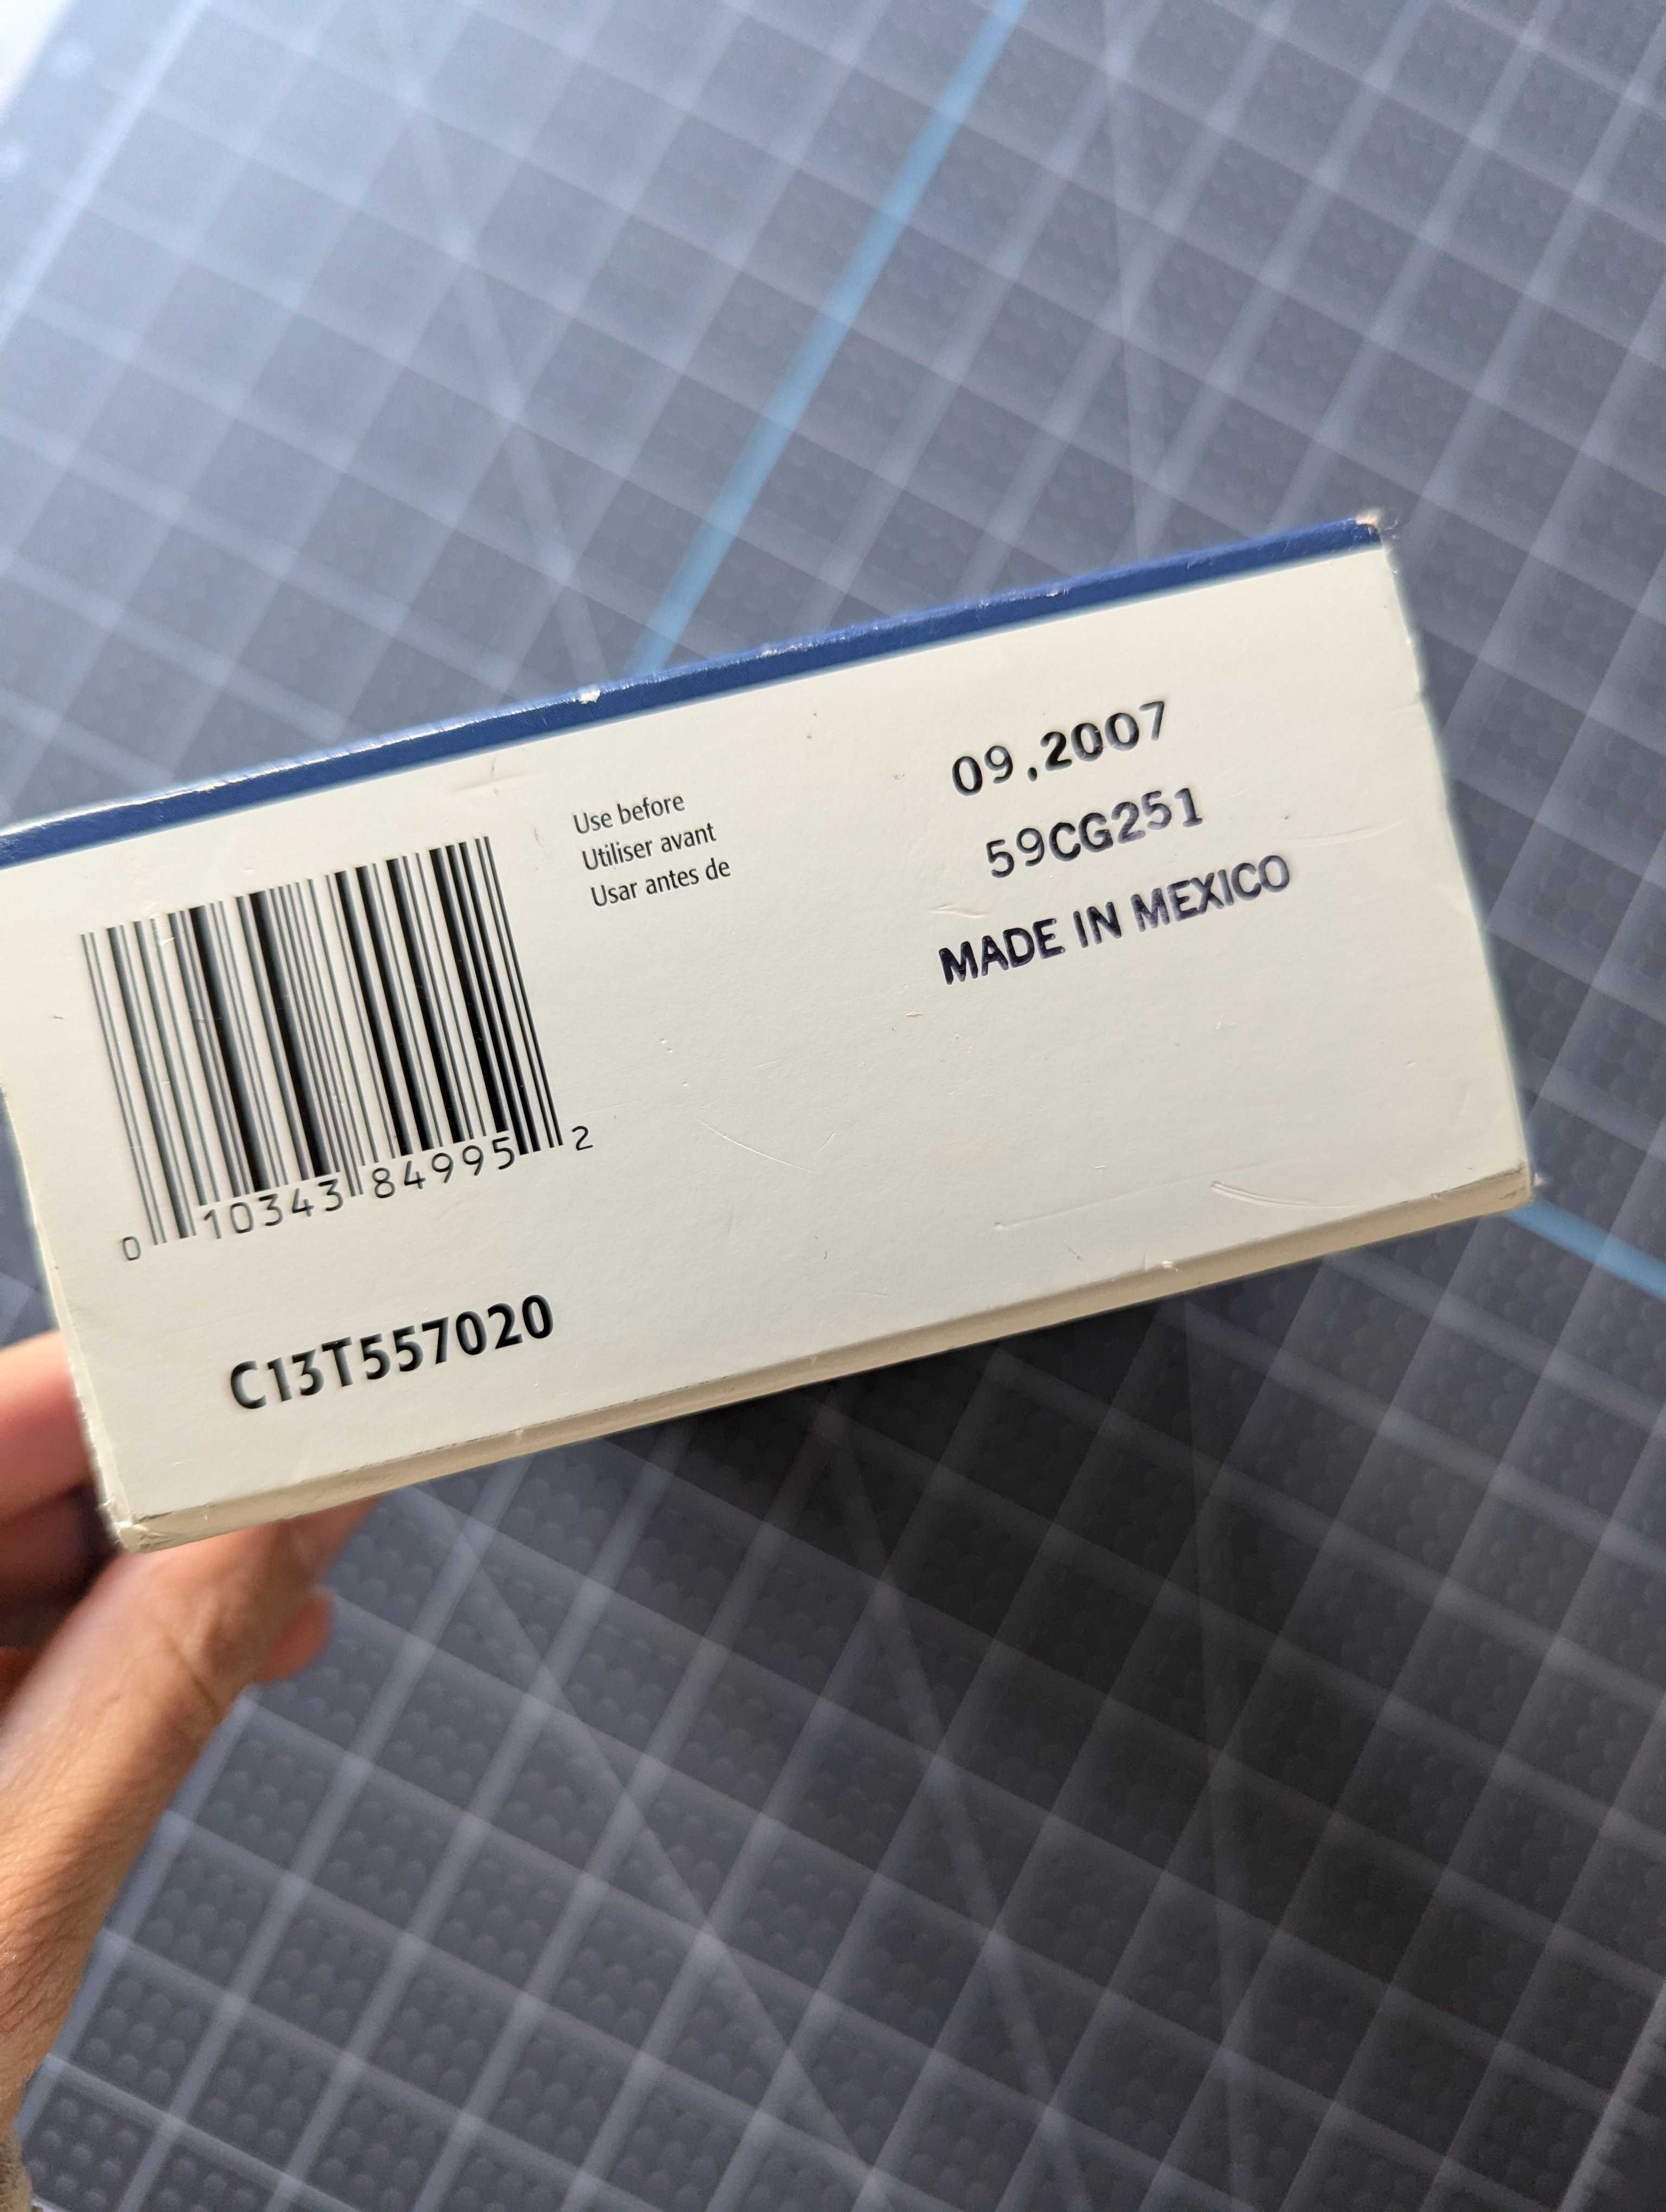 Use before
Utiliser avant
Usar antes de
09.2007
59CG251
MADE IN MEXICO
0 10343 84995 2
C13T557020